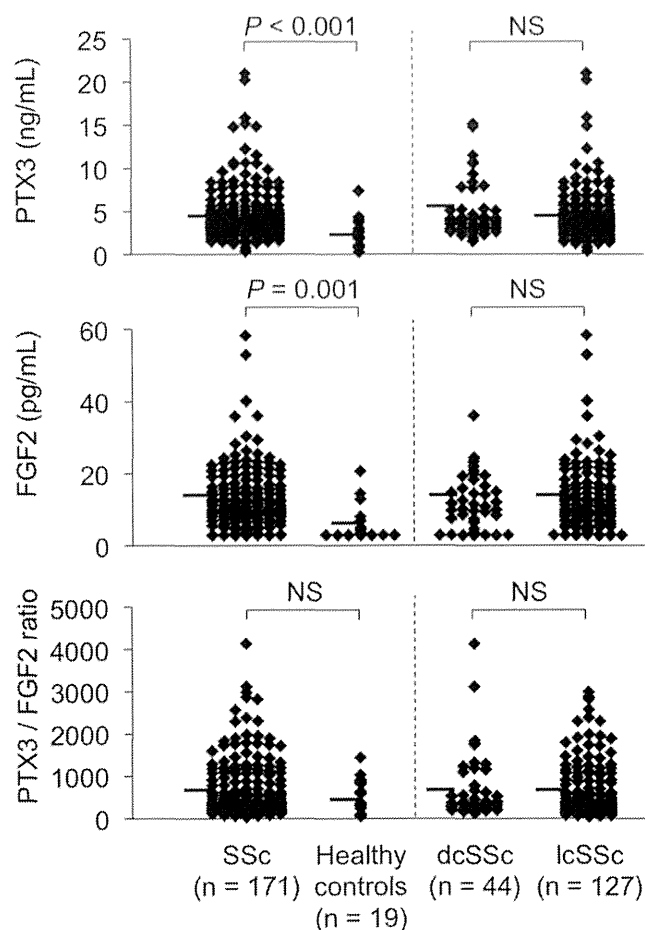 P < 0.001
NS
25
20
15
10
5
0
PTX3 (ng/mL)
P = 0.001
NS
60
40
20
0
FGF2 (pg/mL)
NS
NS
5000
4000
3000
2000
1000
0
PTX3 / FGF2 ratio
SSc
(n = 171)
Healthy
controls
(n = 19)
dcSSc
(n = 44)
lcSSc
(n = 127)